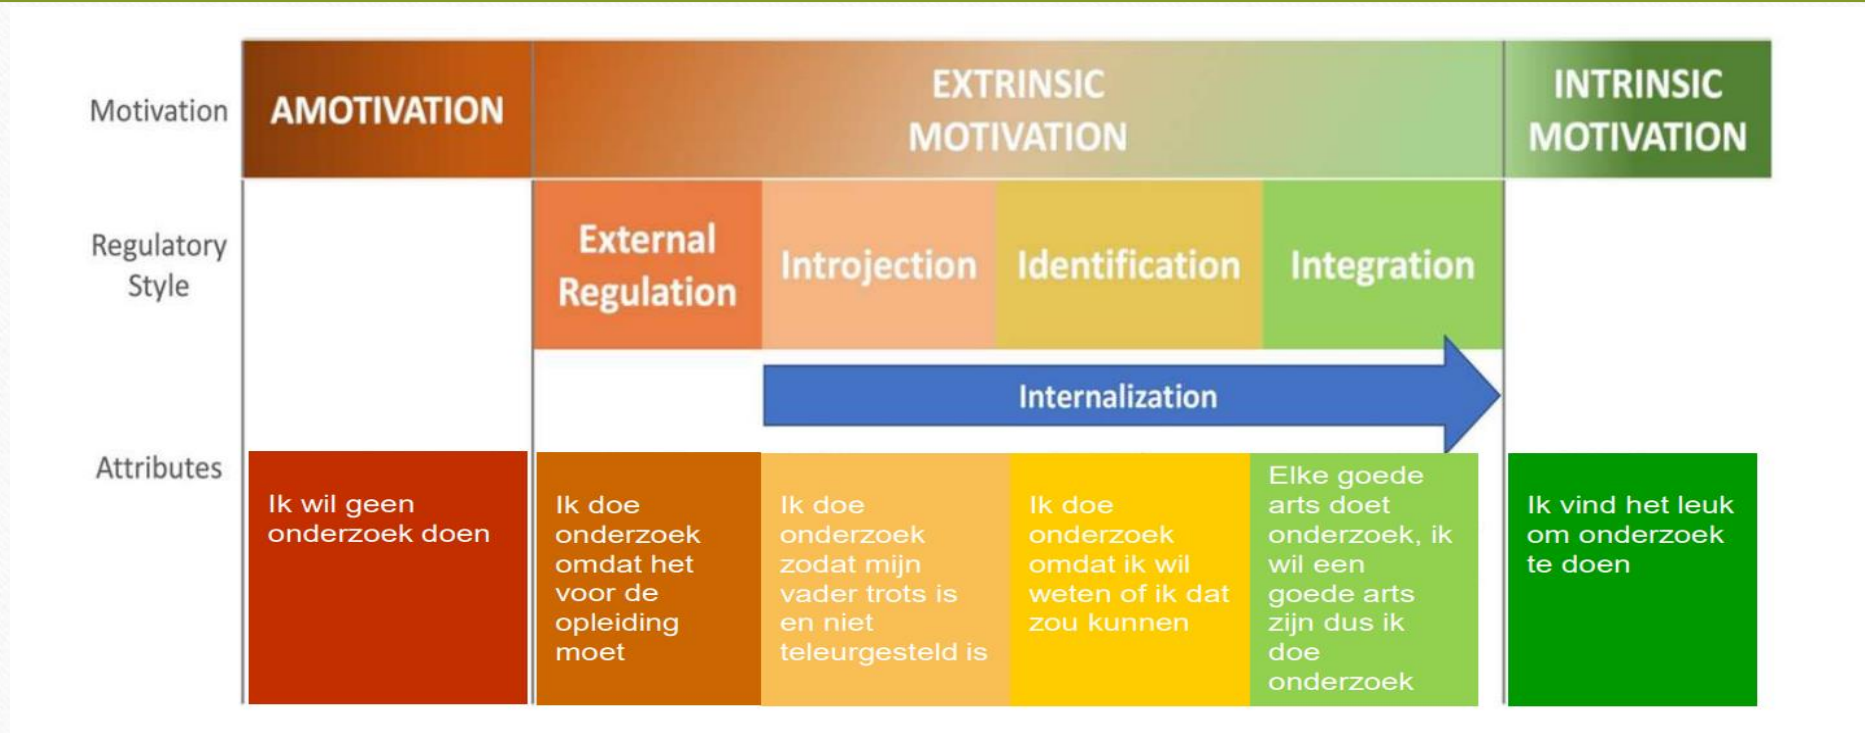 Motivation
AMOTIVATION
EXTRINSIC
MOTIVATION
INTRINSIC
MOTIVATION
Regulatory
Style
External
Regulation
Introjection
Identification
Integration
Internalization
Attributes
Ik wil geen
onderzoek doen
Ik doe
onderzoek
omdat het
voor de
opleiding
moet
Ik doe
onderzoek
zodat mijn
vader trots is
en niet
teleurgesteld is
Ik doe
onderzoek
omdat ik wil
weten of ik dat
zou kunnen
Elke goede
arts doet
onderzoek, ik
wil een
goede arts
zijn dus ik
doe
onderzoek
Ik vind het leuk
om onderzoek
te doen